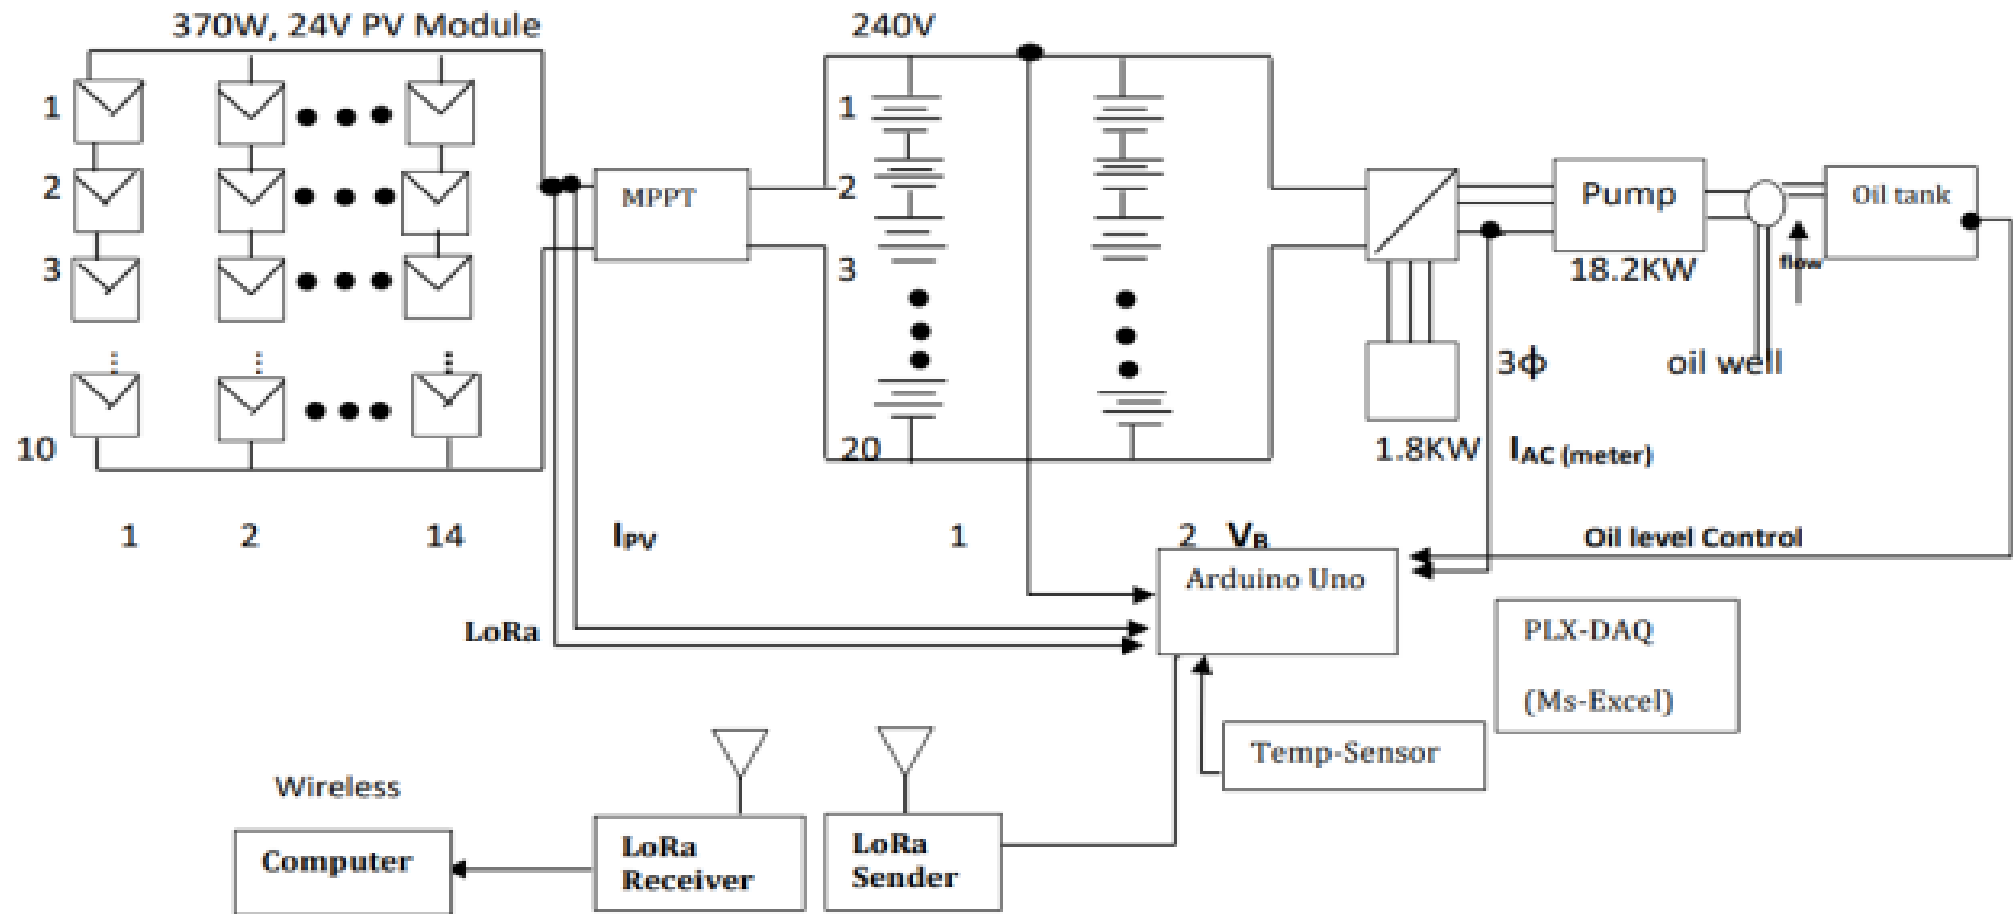 370W, 24V PV Module
240V
1
1
2
2
MPPT
Pump
Oil tank
3
3
18.2KW
flow
3ϕ
oil well
10
20
1.8KW
IAC (meter)
1
2
14
IPV
1
2
VB
Oil level Control
Arduino Uno
LoRa
PLX-DAQ
(Ms-Excel)
Temp-Sensor
Wireless
Computer
LoRa
Receiver
LoRa
Sender